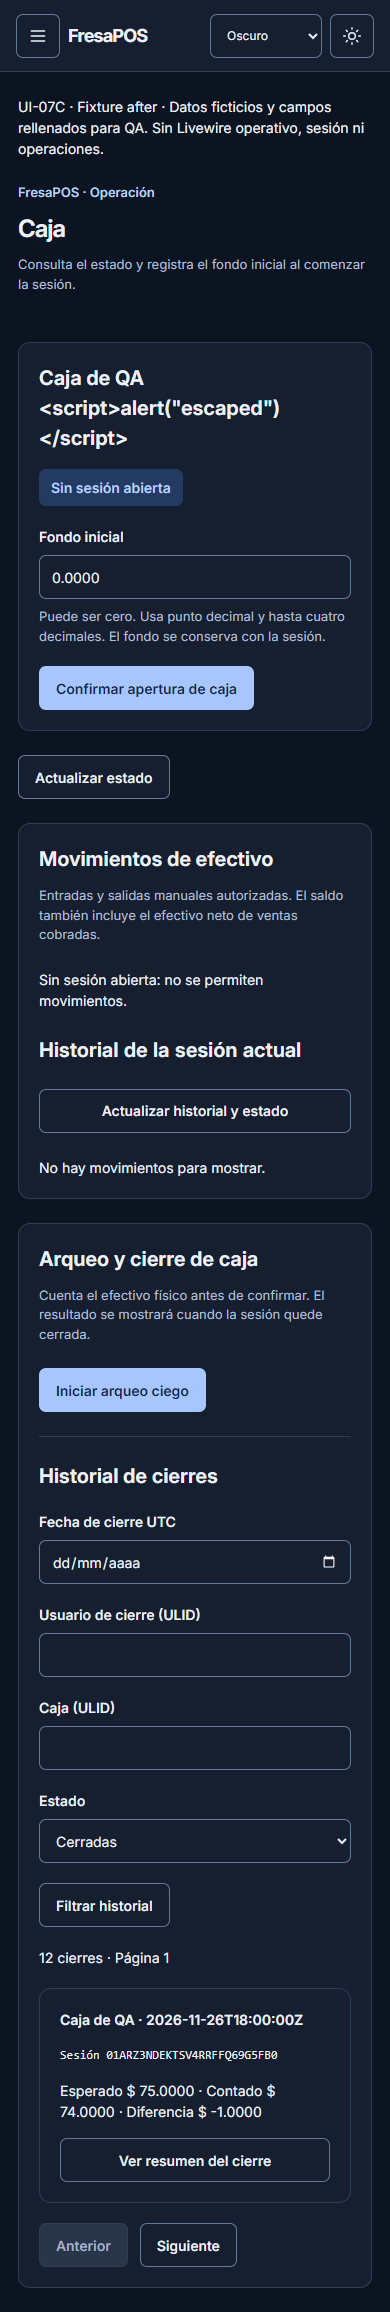 FresaPOS
Oscuro
UI-07C · Fixture after · Datos ficticios y campos
rellenados para QA. Sin Livewire operativo, sesión ni
operaciones.
FresaPOS · Operación
Caja
Consulta el estado y registra el fondo inicial al comenzar
la sesión.
Caja de QA
<script>alert("escaped")
</script>
Sin sesión abierta
Fondo inicial
0.0000
Puede ser cero. Usa punto decimal y hasta cuatro
decimales. El fondo se conserva con la sesión.
Confirmar apertura de caja
Actualizar estado
Movimientos de efectivo
Entradas y salidas manuales autorizadas. El saldo
también incluye el efectivo neto de ventas
cobradas.
Sin sesión abierta: no se permiten
movimientos.
Historial de la sesión actual
Actualizar historial y estado
No hay movimientos para mostrar.
Arqueo y cierre de caja
Cuenta el efectivo físico antes de confirmar. El
resultado se mostrará cuando la sesión quede
cerrada.
Iniciar arqueo ciego
Historial de cierres
Fecha de cierre UTC
dd/mm/aaaa
Usuario de cierre (ULID)
Caja (ULID)
Estado
Cerradas
Filtrar historial
12 cierres · Página 1
Caja de QA · 2026-11-26T18:00:00Z
Sesión 01ARZ3NDEKTSV4RRFFQ69G5FB0
Esperado $ 75.0000 · Contado $
74.0000 · Diferencia $ -1.0000
Ver resumen del cierre
Anterior
Siguiente